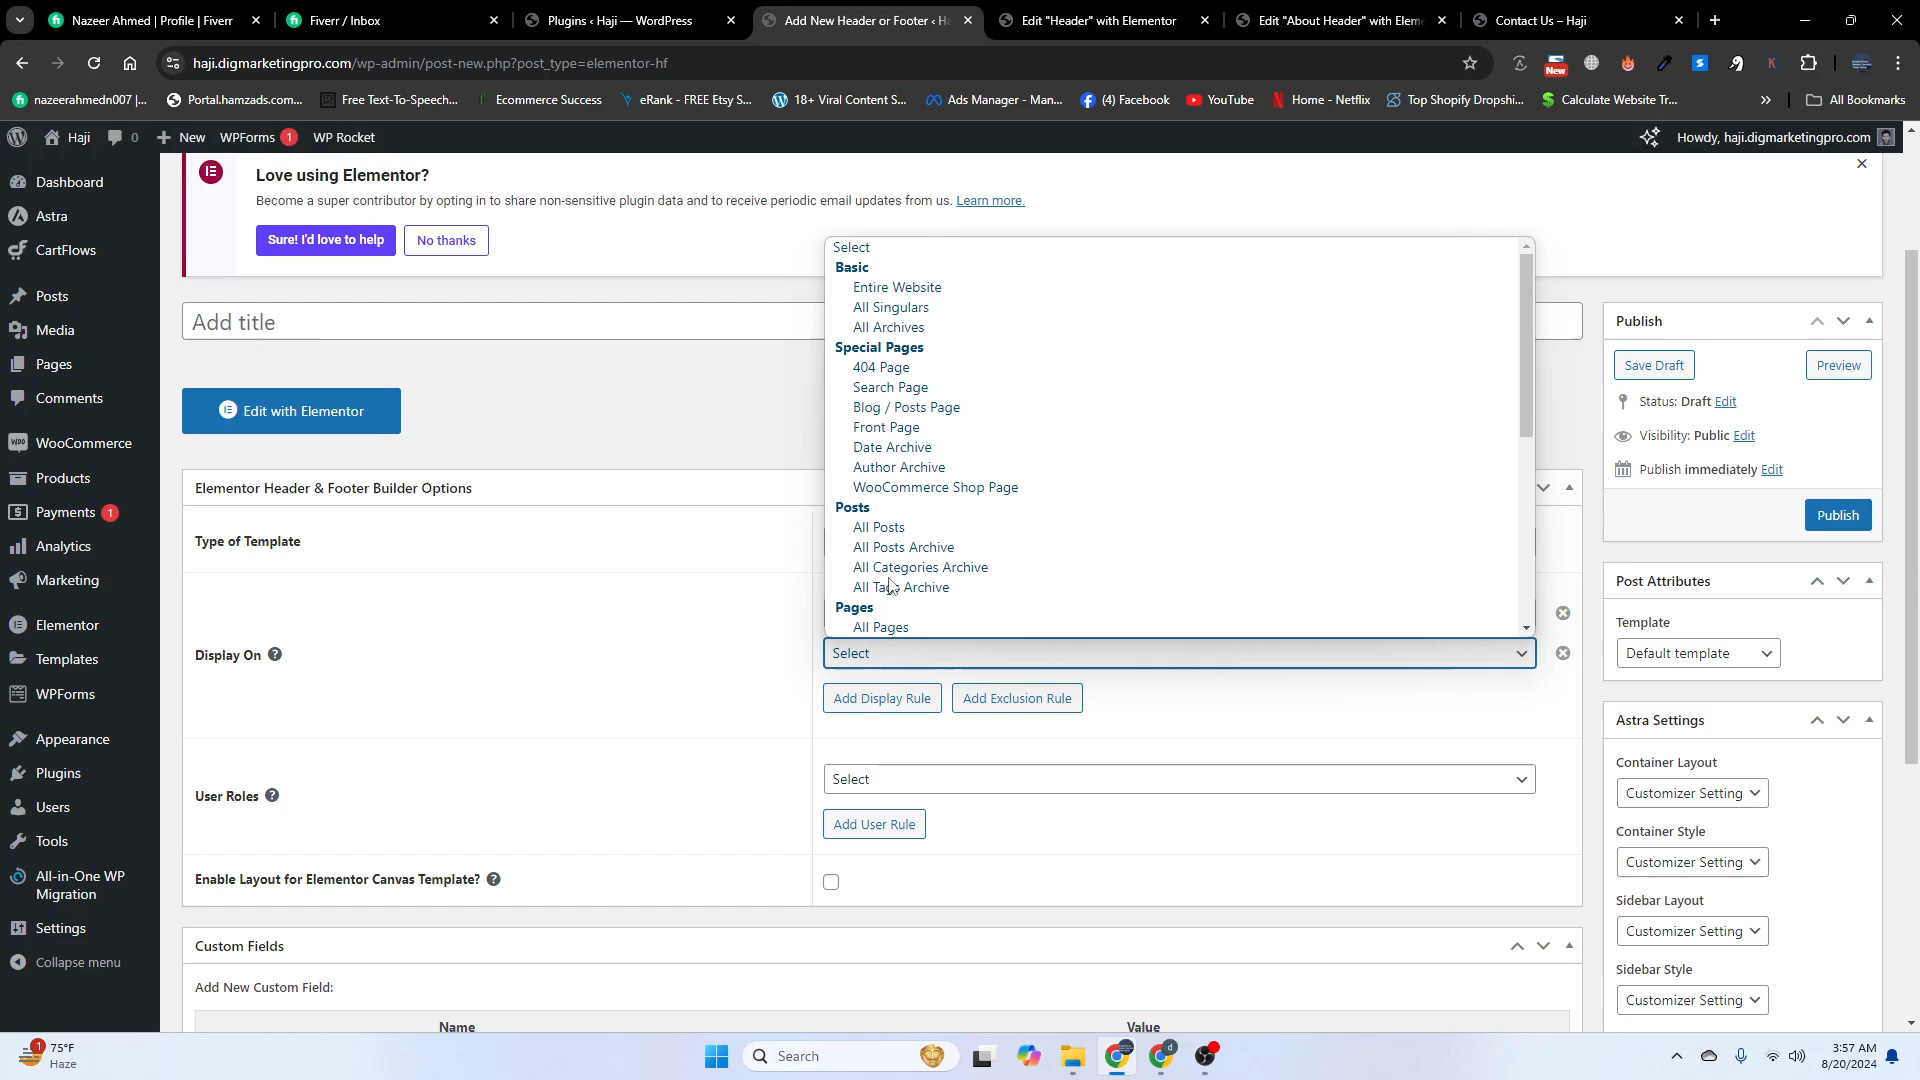 Nazeer Ahmed | Profile | Fiverr
Fiverr / Inbox
Plugins ‹ Haji — WordPress
Add New Header or Footer ‹ H
Edit "Header" with Elementor
Edit "About Header" with Elem
Contact Us – Haji
haji.digmarketingpro.com/wp-admin/post-new.php?post_type=elementor-hf
New
nazeerahmedn007 |...
Portal.hamzads.com...
Free Text-To-Speech...
Ecommerce Success
eRank - FREE Etsy S...
18+ Viral Content S...
Ads Manager - Man...
(4) Facebook
YouTube
Home - Netflix
Top Shopify Dropshi...
Calculate Website Tr...
All Bookmarks
Haji
0
New
WPForms 1
WP Rocket
Howdy, haji.digmarketingpro.com
Dashboard
Astra
CartFlows
Posts
Media
Pages
Comments
WooCommerce
Products
Payments 1
Analytics
Marketing
Elementor
Templates
WPForms
Appearance
Plugins
Users
Tools
All-in-One WP
Migration
Settings
Collapse menu
Love using Elementor?
Become a super contributor by opting in to share non-sensitive plugin data and to receive periodic email updates from us. Learn more.
Sure! I'd love to help
No thanks
Add title
Edit with Elementor
Elementor Header & Footer Builder Options
Type of Template
Display On
Select
Basic
Entire Website
All Singulars
All Archives
Special Pages
404 Page
Search Page
Blog / Posts Page
Front Page
Date Archive
Author Archive
WooCommerce Shop Page
Posts
All Posts
All Posts Archive
All Categories Archive
All Tags Archive
Pages
All Pages
Select
Add Display Rule
Add Exclusion Rule
User Roles
Select
Add User Rule
Enable Layout for Elementor Canvas Template?
Custom Fields
Add New Custom Field:
Name
Value
Publish
Save Draft
Preview
Status: Draft Edit
Visibility: Public Edit
Publish immediately Edit
Publish
Post Attributes
Template
Default template
Astra Settings
Container Layout
Customizer Setting
Container Style
Customizer Setting
Sidebar Layout
Customizer Setting
Sidebar Style
Customizer Setting
1
75°F
Haze
Search
3:57 AM
8/20/2024